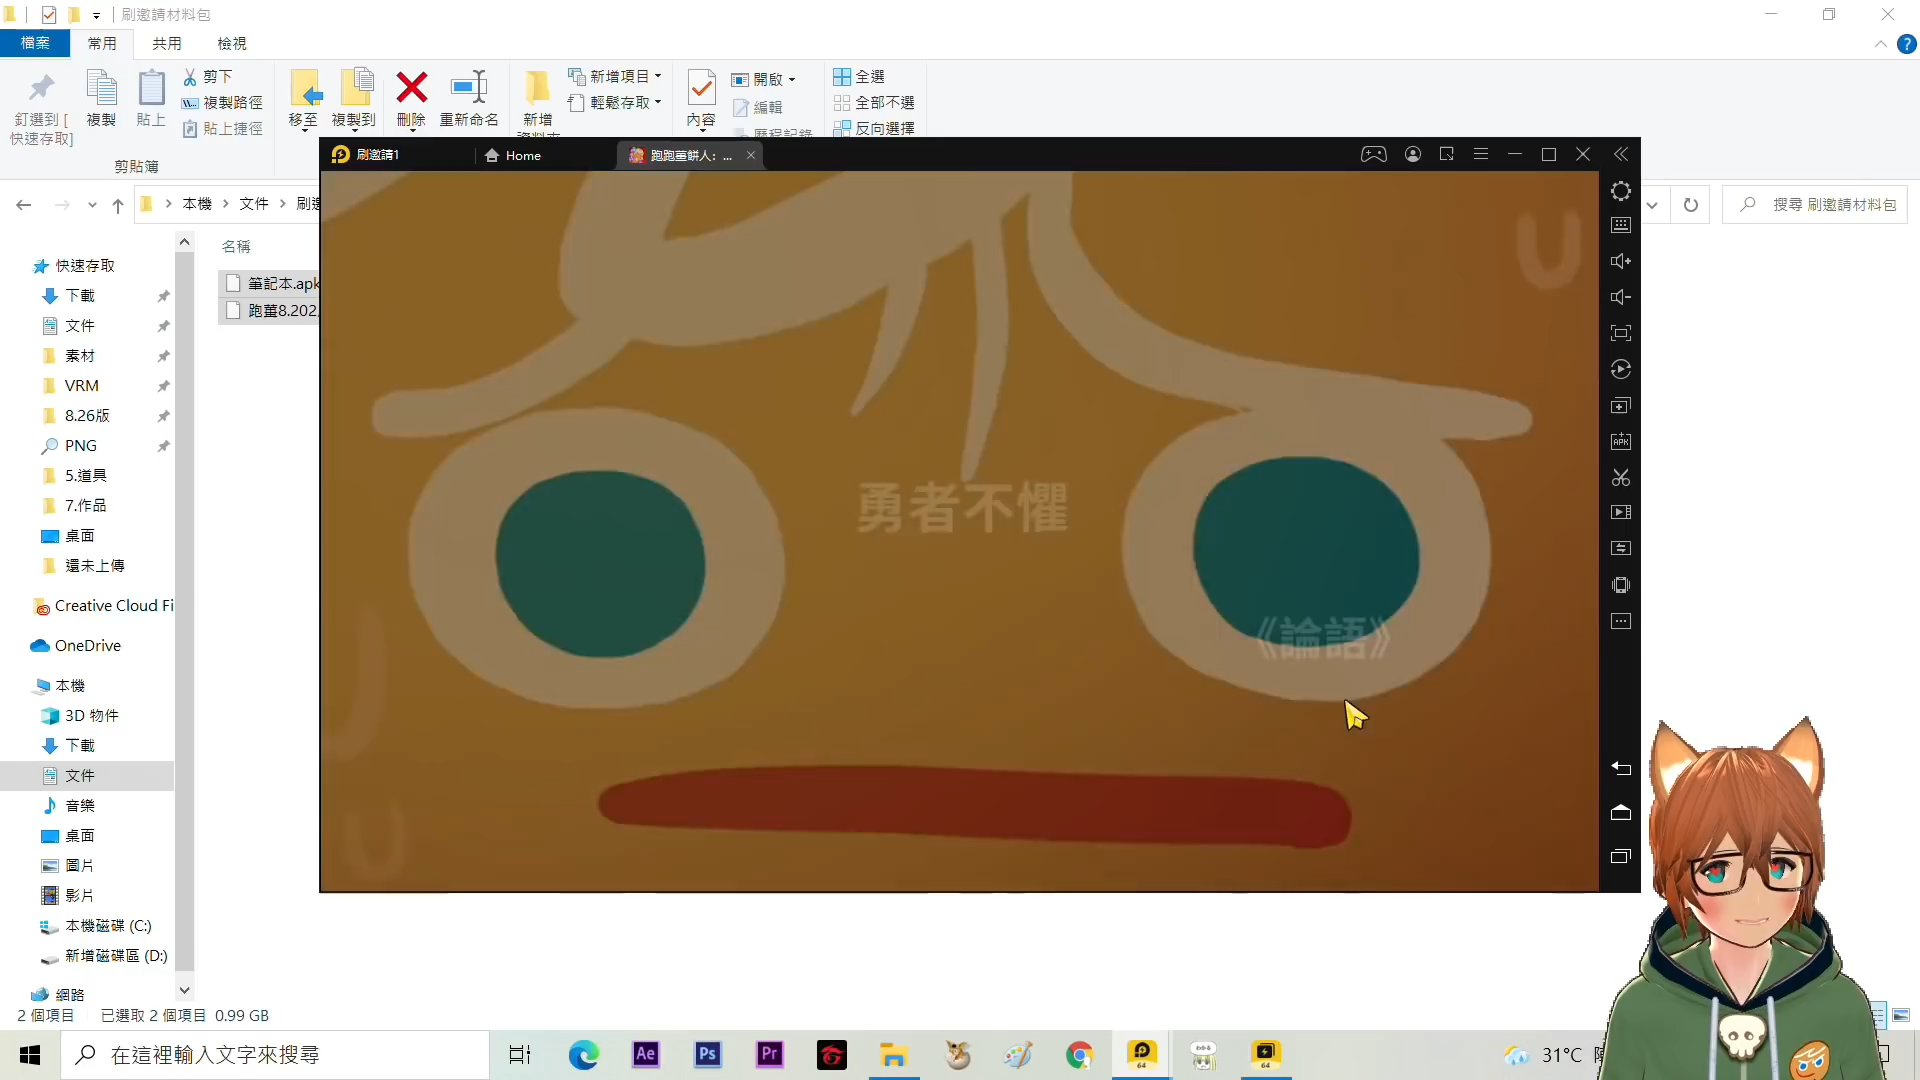 刷邀請材料包
檔案
常用
共用
檢視
釘選到 [
快速存取]
複製
貼上
剪下
複製路徑
貼上捷徑
剪貼簿
移至
複製到
刪除
重新命名
新增
新增項目
輕鬆存取
內容
開啟
編輯
歷程記錄
全選
全部不選
反向選擇
刷邀請1
Home
跑跑薑餅人: ...
本機
文件
搜尋 刷邀請材料包
名稱
筆記本.apk
跑薑8.202
快速存取
下載
文件
素材
VRM
8.26版
PNG
5.道具
7.作品
桌面
還未上傳
Creative Cloud Fi
OneDrive
本機
3D 物件
下載
文件
音樂
桌面
圖片
影片
本機磁碟 (C:)
新增磁碟區 (D:)
網路
勇者不懼
《論語》
APK
2 個項目
已選取 2 個項目 0.99 GB
在這裡輸入文字來搜尋
Ae
Ps
Pr
64
64
31°C